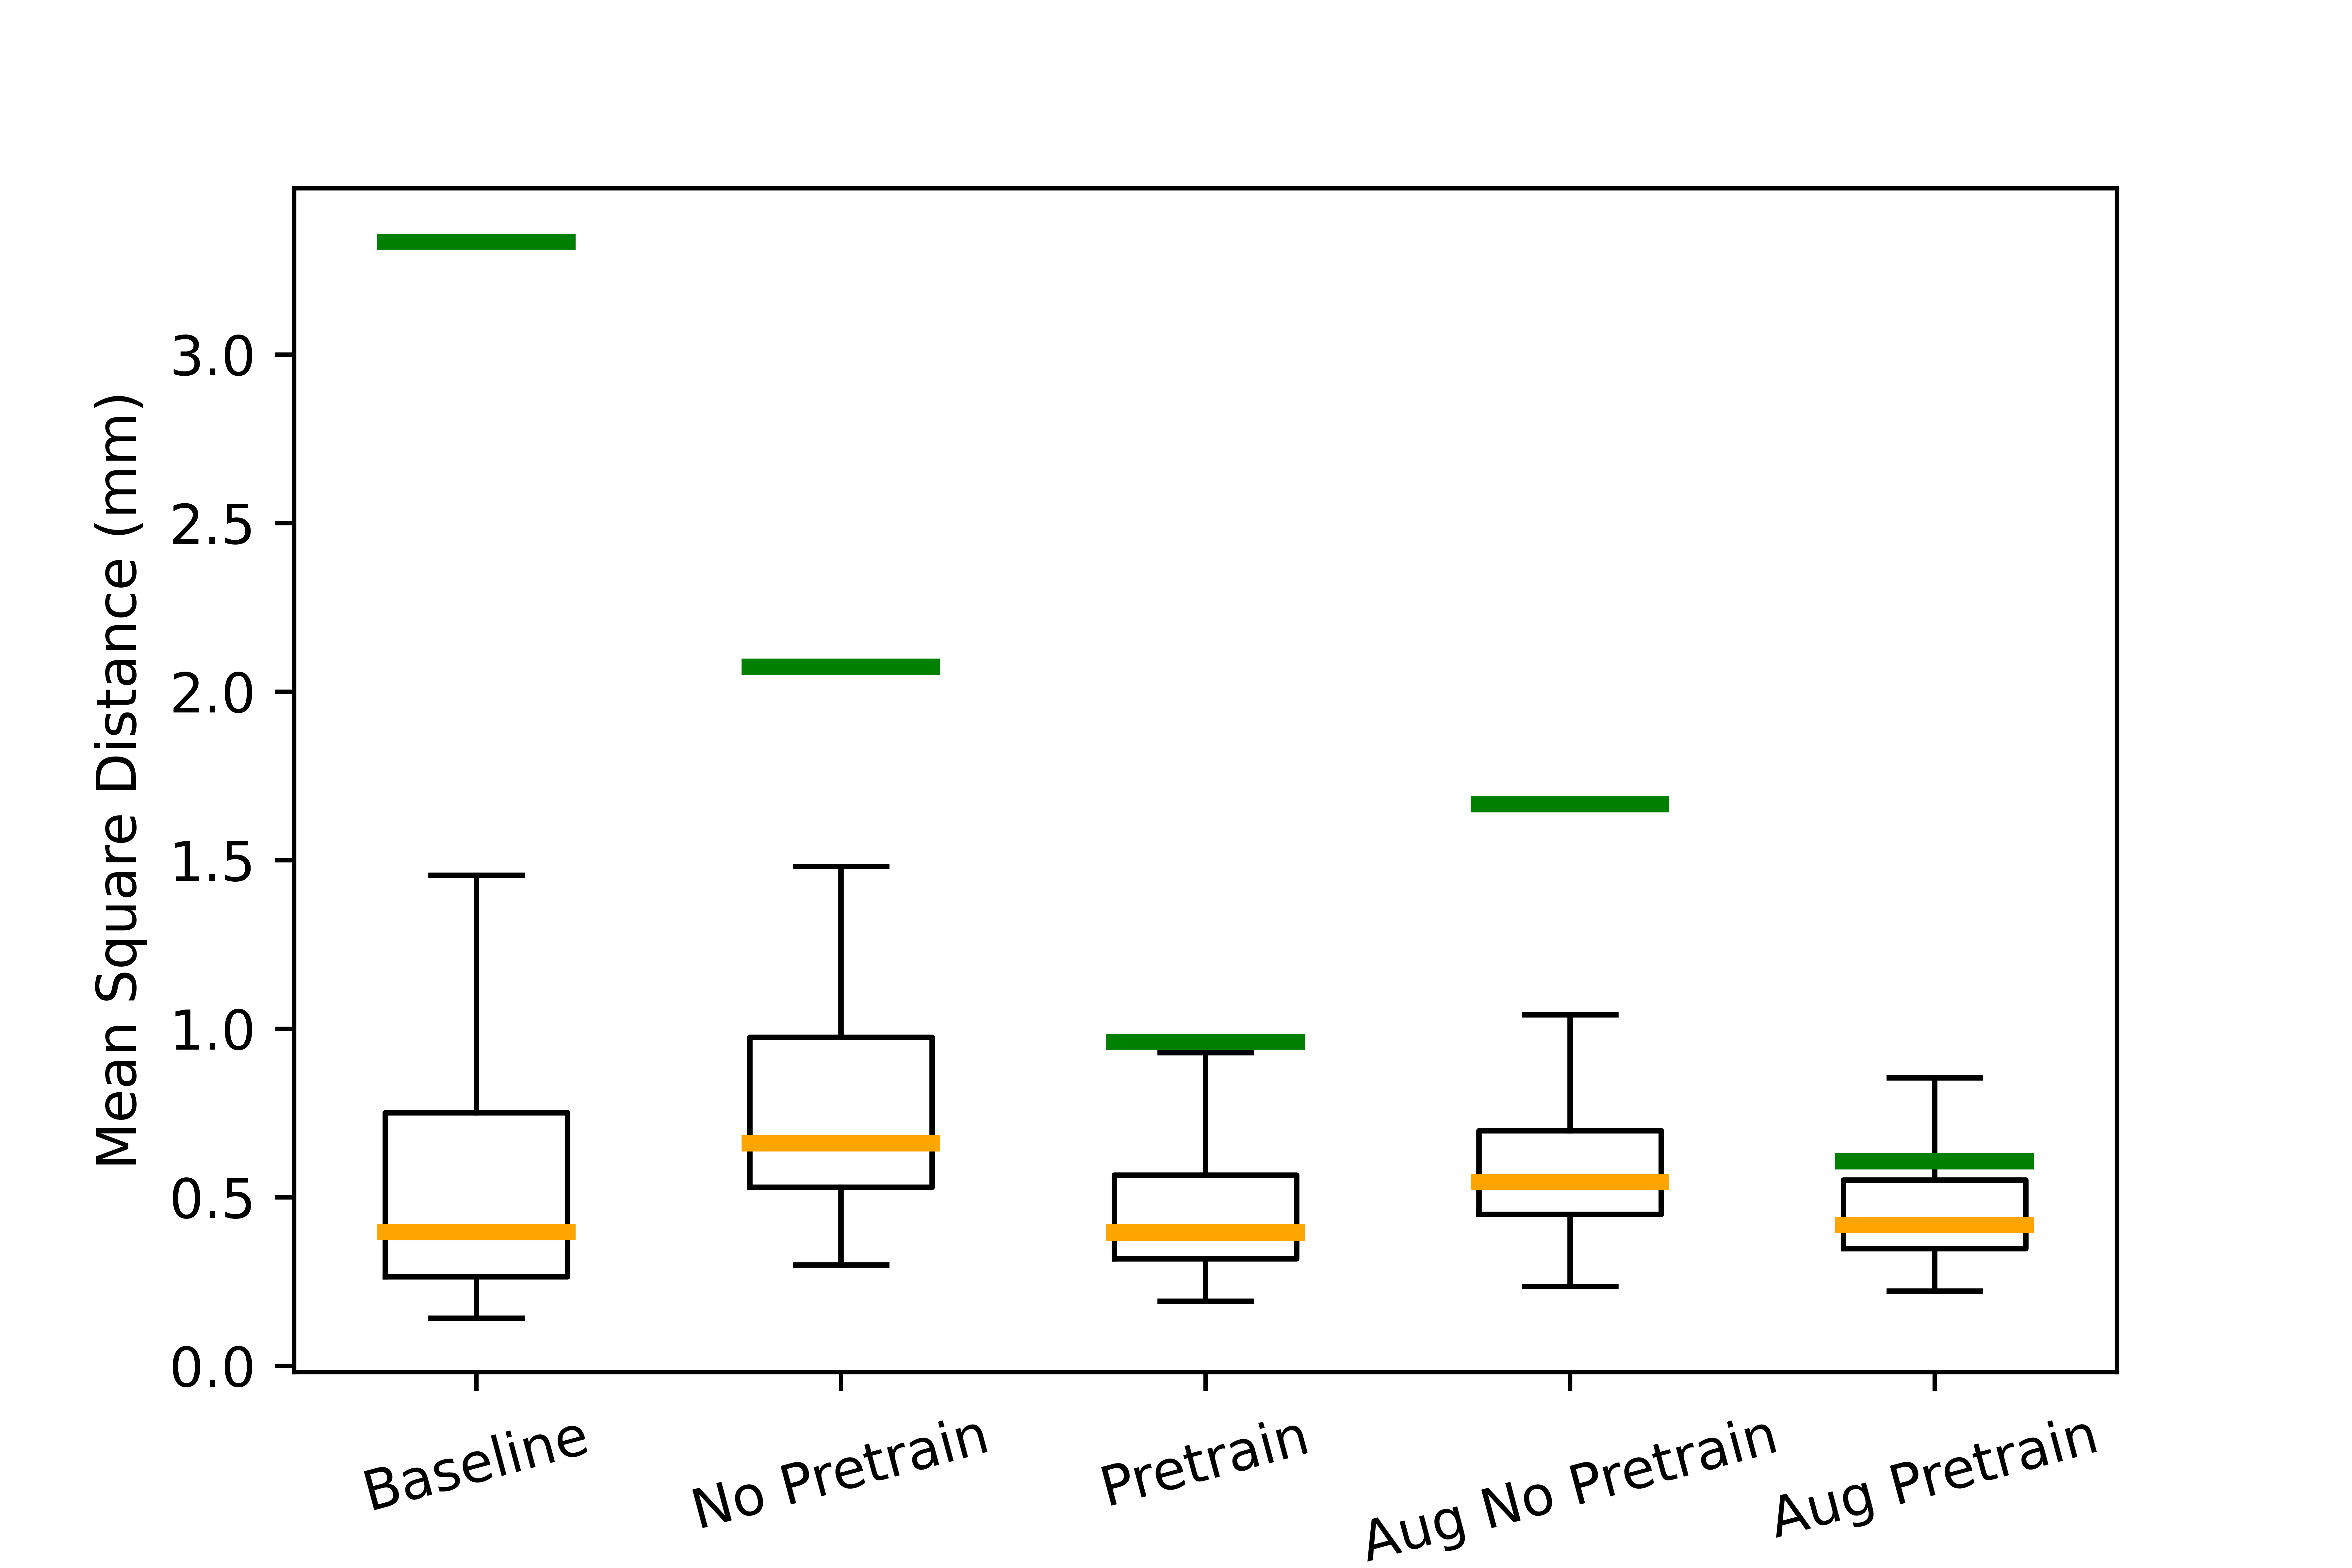 Mean Square Distance (mm)
3.0
2.5
2.0
1.5
1.0
0.5
0.0
Baseline
No Pretrain
Pretrain
Aug No Pretrain
Aug Pretrain